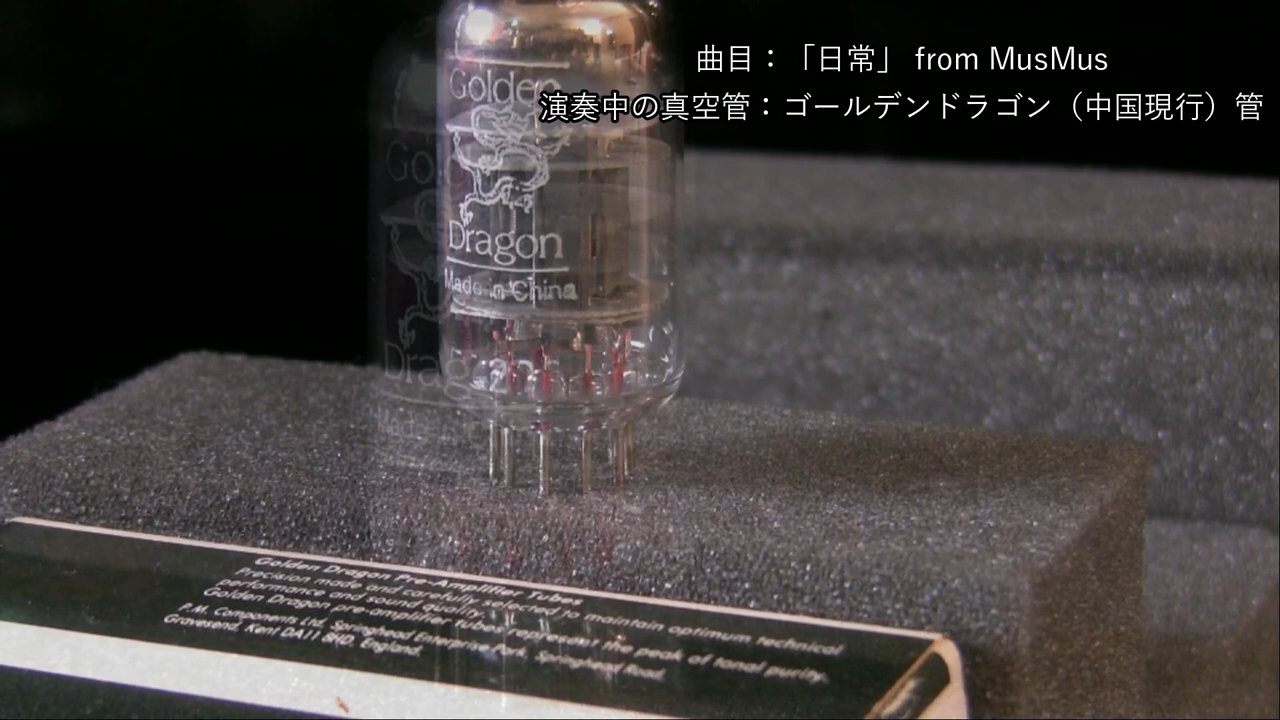 曲目：「日常」 from MusMus
演奏中の真空管：ゴールデンドラゴン（中国現行）管
Golden
Dragon
Made in China
Golden Dragon Pre-Amplifier Tubes
Precision made and carefully selected to maintain optimum technical
performance and sound quality.
Golden Dragon pre-amplifier tubes represent the peak of tonal purity.
P.M. Components Ltd, Springhead Enterprise Park, Springhead Road,
Gravesend, Kent DA11 8HD, England.